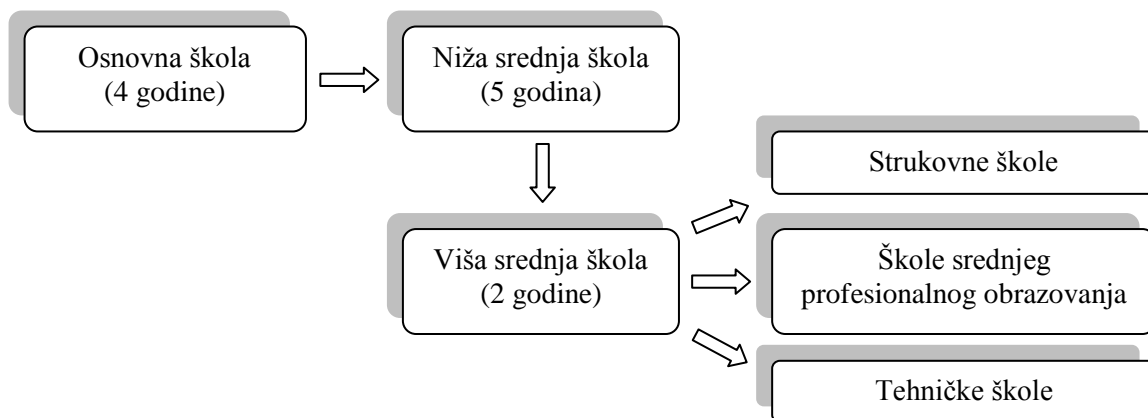 Osnovna škola
(4 godine)
Niža srednja škola
(5 godina)
Viša srednja škola
(2 godine)
Strukovne škole
Škole srednjeg
profesionalnog obrazovanja
Tehničke škole